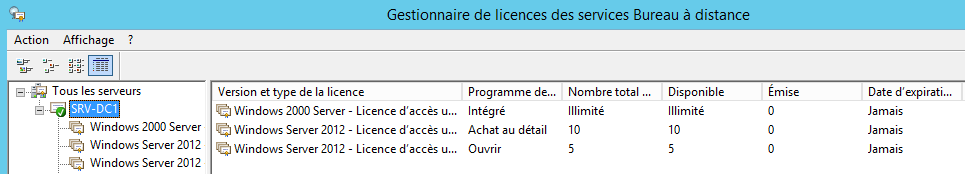 Gestionnaire de licences des services Bureau à distance
Action Affichage ?
Tous les serveurs
SRV-DC1
Windows 2000 Server
Windows Server 2012
Windows Server 2012
Version et type de la licence Programme de... Nombre total ... Disponible Émise Date d'expirati...
Windows 2000 Server - Licence d'accès u... Intégré Illimité Illimité 0 Jamais
Windows Server 2012 - Licence d'accès u... Achat au détail 10 10 0 Jamais
Windows Server 2012 - Licence d'accès u... Ouvrir 5 5 0 Jamais